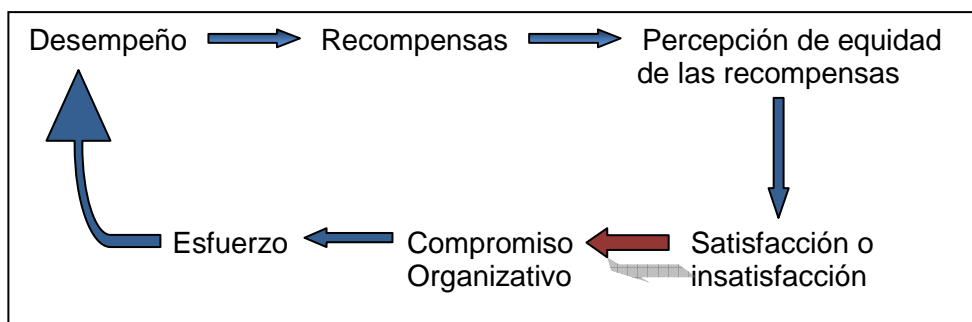 Desempeño
Recompensas
Percepción de equidad
de las recompensas
Esfuerzo
Compromiso
Organizativo
Satisfacción o
insatisfacción